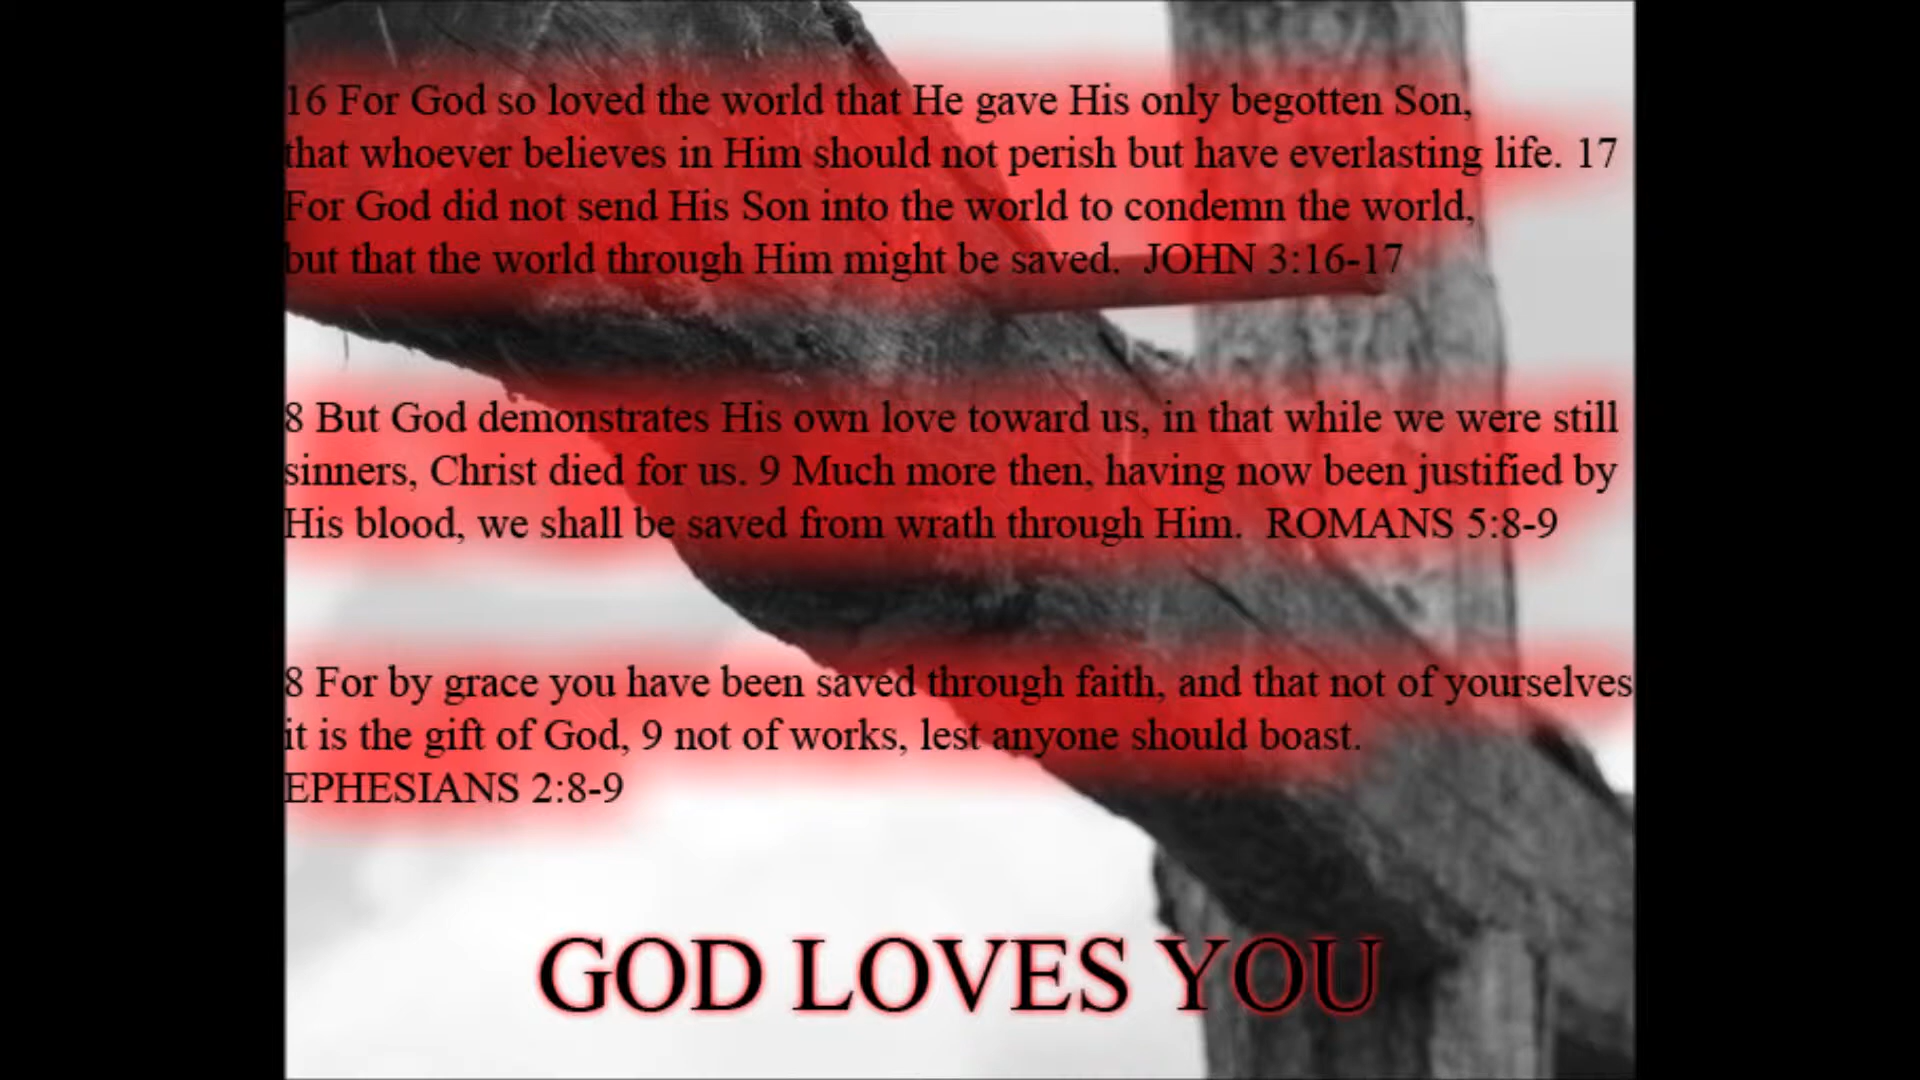 16 For God so loved the world that He gave His only begotten Son,
that whoever believes in Him should not perish but have everlasting life. 17
For God did not send His Son into the world to condemn the world,
but that the world through Him might be saved.  JOHN 3:16-17
8 But God demonstrates His own love toward us, in that while we were still
sinners, Christ died for us. 9 Much more then, having now been justified by
His blood, we shall be saved from wrath through Him.  ROMANS 5:8-9
8 For by grace you have been saved through faith, and that not of yourselves
it is the gift of God, 9 not of works, lest anyone should boast.
EPHESIANS 2:8-9
GOD LOVES YOU